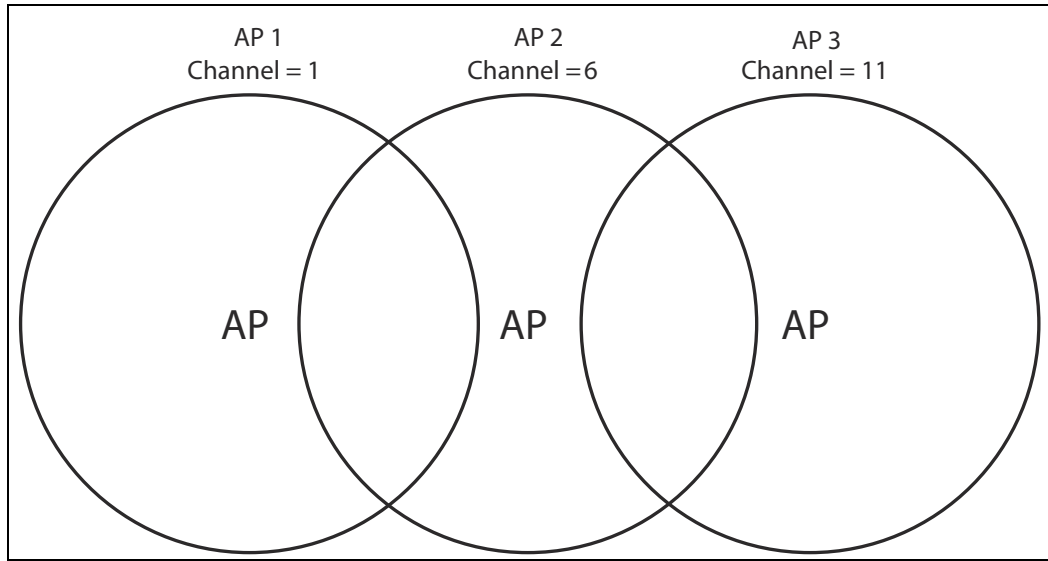 AP 1
Channel = 1
AP 2
Channel =6
AP 3
Channel = 11
AP
AP
AP